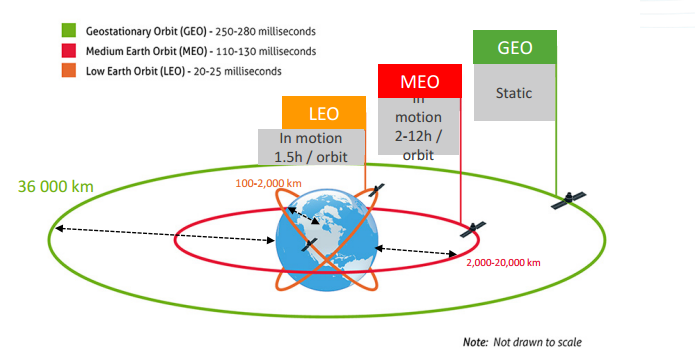 Geostationary Orbit (GEO) - 250-280 milliseconds
Medium Earth Orbit (MEO) - 110-130 milliseconds
Low Earth Orbit (LEO) - 20-25 milliseconds
GEO
Static
MEO
In
motion
2-12h /
orbit
LEO
In motion
1.5h / orbit
36 000 km
100-2,000 km
2,000-20,000 km
Note: Not drawn to scale